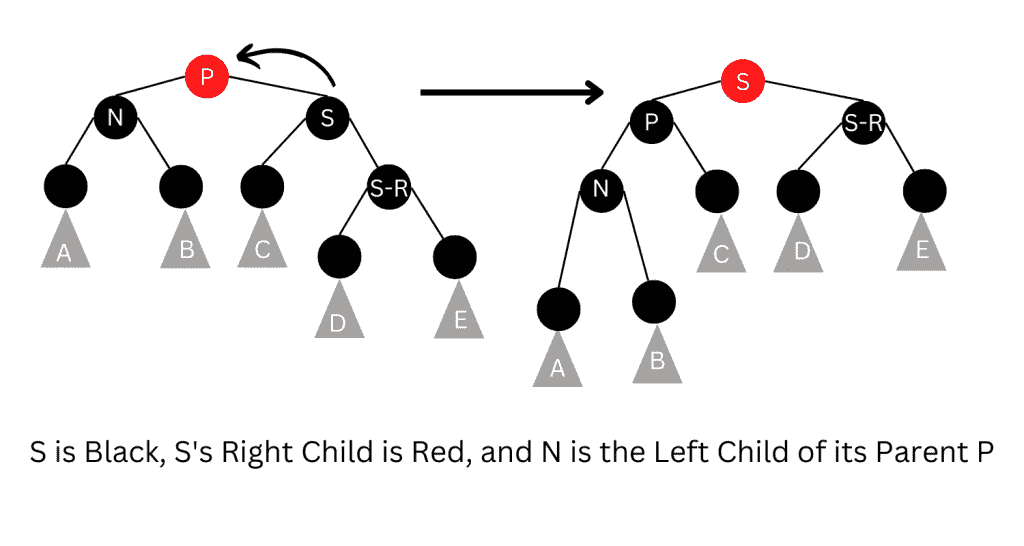 P
S
N
S
P
S-R
S-R
N
A
B
C
C
D
E
D
E
A
B
S is Black, S's Right Child is Red, and N is the Left Child of its Parent P